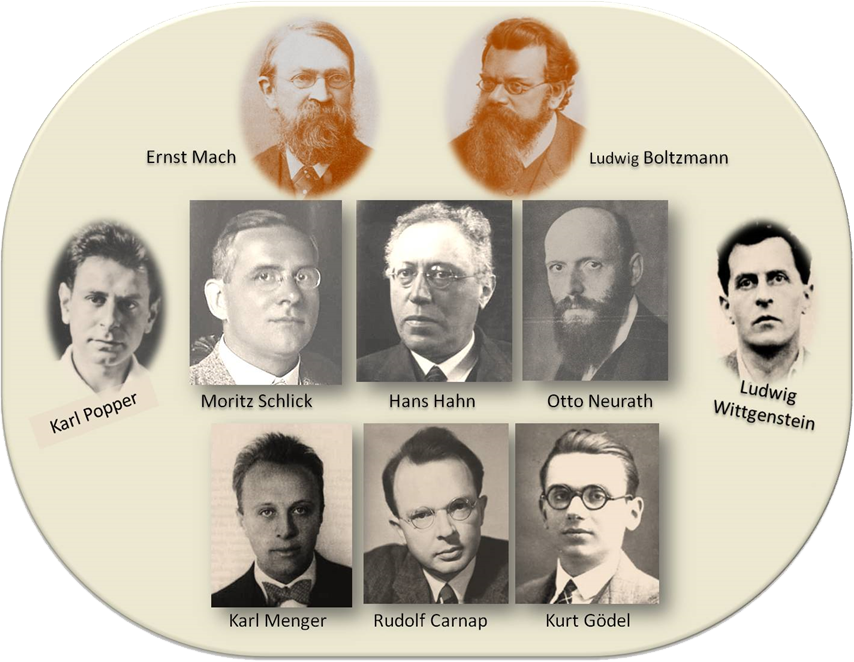 Ernst Mach
Ludwig Boltzmann
Karl Popper
Moritz Schlick
Hans Hahn
Otto Neurath
Ludwig
Wittgenstein
Karl Menger
Rudolf Carnap
Kurt Gödel